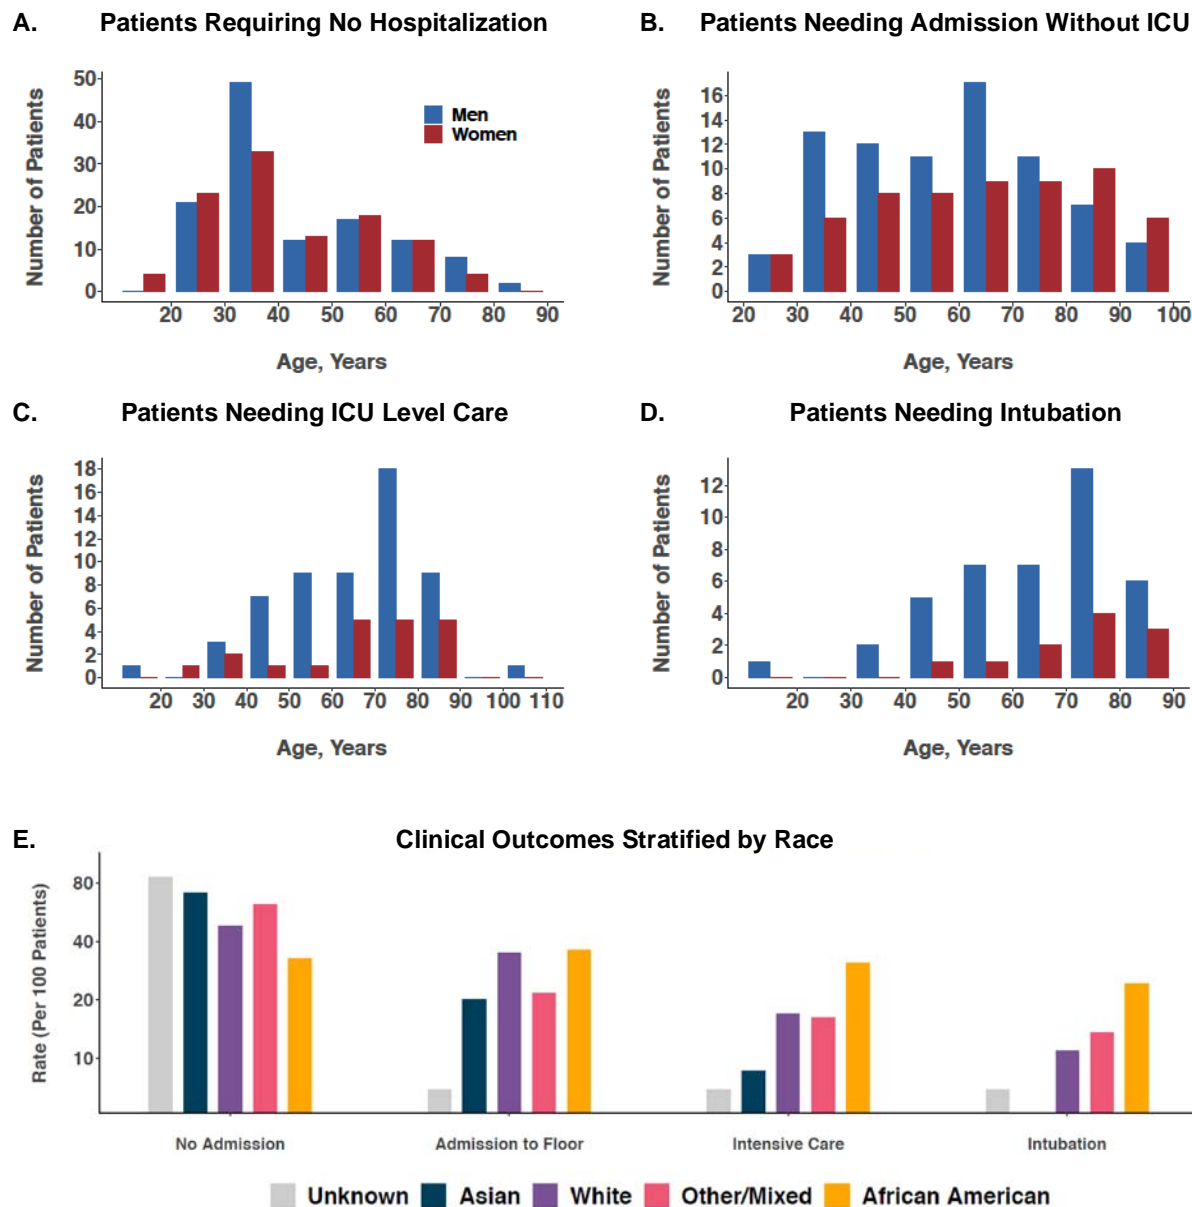 A. Patients Requiring No Hospitalization
Number of Patients
50
40
30
20
10
0
Men
Women
20 30 40 50 60 70 80 90
Age, Years
B. Patients Needing Admission Without ICU
Number of Patients
16
14
12
10
8
6
4
2
0
20 30 40 50 60 70 80 90 100
Age, Years
C. Patients Needing ICU Level Care
Number of Patients
18
16
14
12
10
8
6
4
2
0
20 30 40 50 60 70 80 90 100 110
Age, Years
D. Patients Needing Intubation
Number of Patients
12
10
8
6
4
2
0
20 30 40 50 60 70 80 90
Age, Years
E. Clinical Outcomes Stratified by Race
Rate (Per 100 Patients)
80
40
20
10
No Admission Admission to Floor Intensive Care Intubation
Unknown Asian White Other/Mixed African American